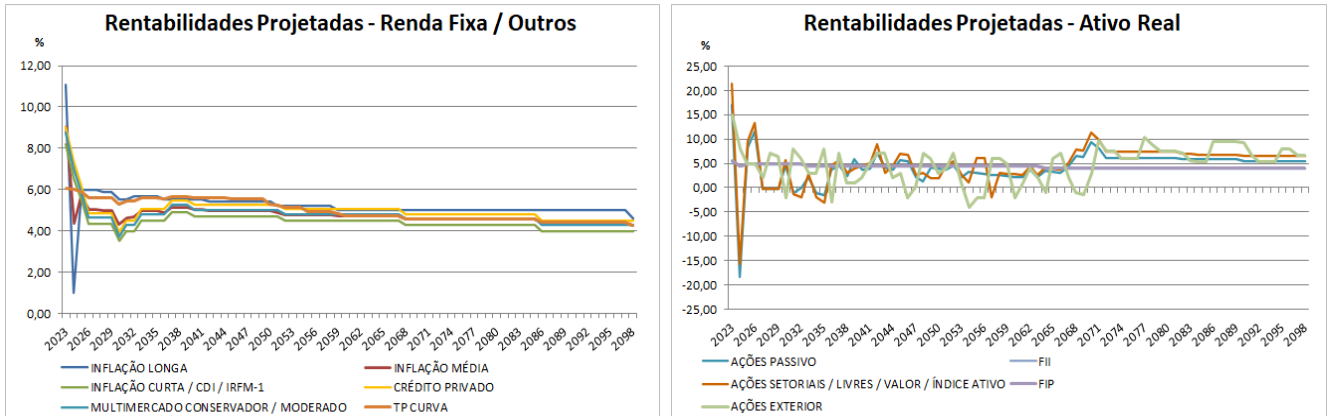 Rentabilidades Projetadas - Renda Fixa / Outros
%
12,00
10,00
8,00
6,00
4,00
2,00
0,00
2023 2026 2029 2032 2035 2038 2041 2044 2047 2050 2053 2056 2059 2062 2065 2068 2071 2074 2077 2080 2083 2086 2089 2092 2095 2098
INFLAÇÃO LONGA INFLAÇÃO MÉDIA
INFLAÇÃO CURTA / CDI / IRFM-1 CRÉDITO PRIVADO
MULTIMERCADO CONSERVADOR / MODERADO TP CURVA
Rentabilidades Projetadas - Ativo Real
%
25,00
20,00
15,00
10,00
5,00
0,00
-5,00
-10,00
-15,00
-20,00
-25,00
2023 2026 2029 2032 2035 2038 2041 2044 2047 2050 2053 2056 2059 2062 2065 2068 2071 2074 2077 2080 2083 2086 2089 2092 2095 2098
AÇÕES PASSIVO FII
AÇÕES SETORIAIS / LIVRES / VALOR / ÍNDICE ATIVO FIP
AÇÕES EXTERIOR